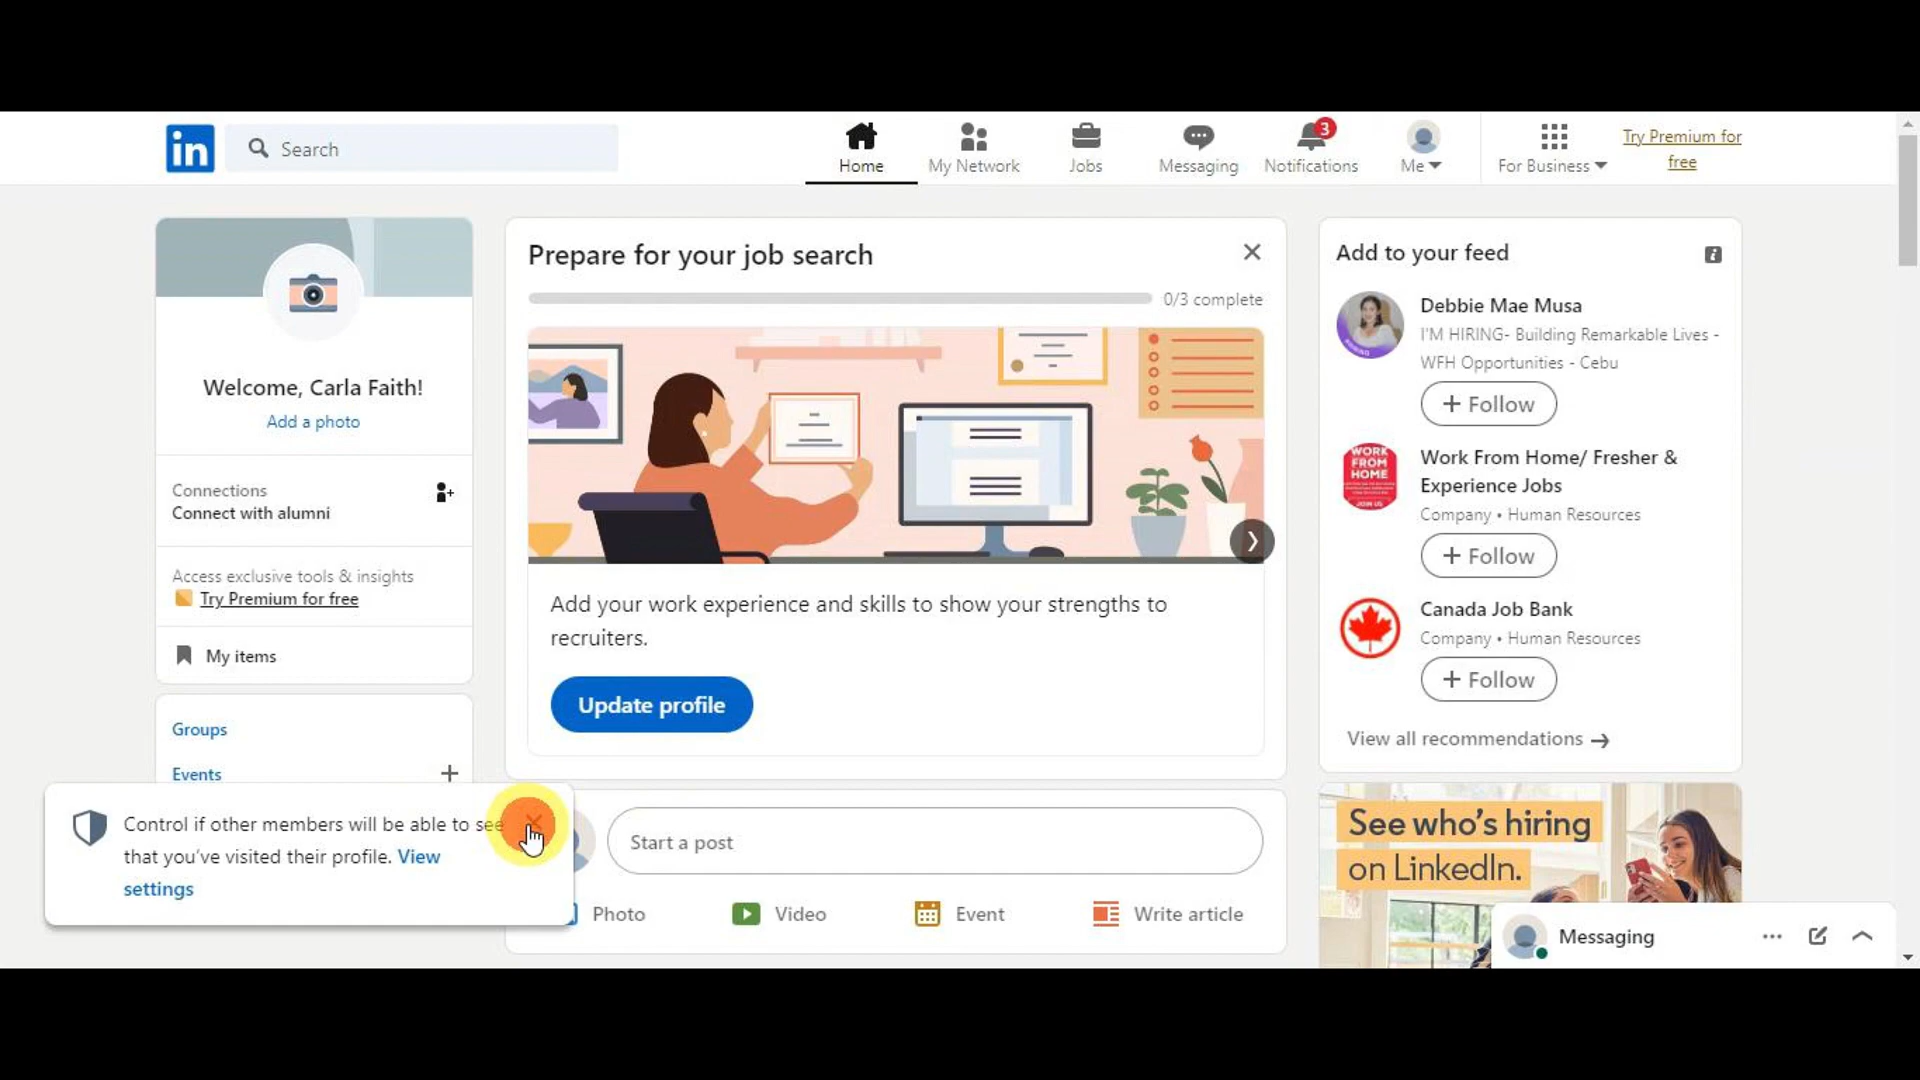 in
Search
Home
My Network
Jobs
Messaging
3
Notifications
Me
For Business
Try Premium for
free
Welcome, Carla Faith!
Add a photo
Connections
Connect with alumni
Access exclusive tools & insights
Try Premium for free
My items
Groups
Events
Control if other members will be able to see
that you've visited their profile. View
settings
Prepare for your job search
0/3 complete
Add your work experience and skills to show your strengths to
recruiters.
Update profile
Start a post
Photo
Video
Event
Write article
Add to your feed
Debbie Mae Musa
I'M HIRING- Building Remarkable Lives -
WFH Opportunities - Cebu
+ Follow
WORK
FROM
HOME
JOIN US
Work From Home/ Fresher &
Experience Jobs
Company • Human Resources
+ Follow
Canada Job Bank
Company • Human Resources
+ Follow
View all recommendations →
See who's hiring
on LinkedIn.
Messaging